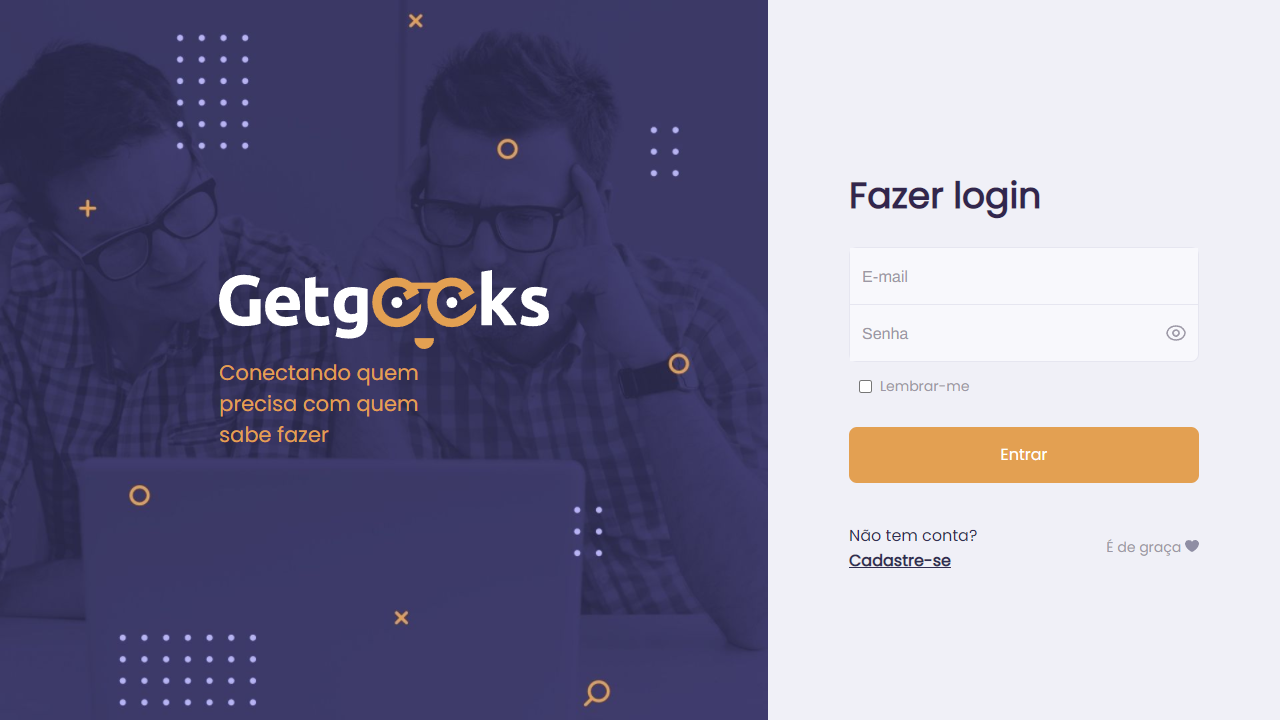 Getgeeks
Conectando quem
precisa com quem
sabe fazer
Fazer login
E-mail
Senha
Lembrar-me
Entrar
Não tem conta?
Cadastre-se
É de graça